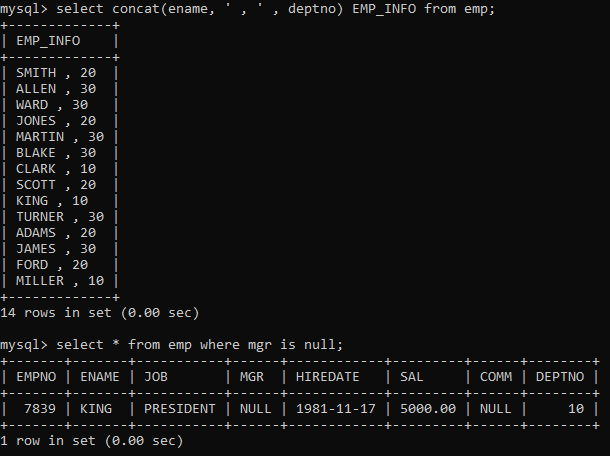 mysql> select concat(ename, ' , ' , deptno) EMP_INFO from emp;
+-------------+
| EMP_INFO    |
+-------------+
| SMITH , 20  |
| ALLEN , 30  |
| WARD , 30   |
| JONES , 20  |
| MARTIN , 30 |
| BLAKE , 30  |
| CLARK , 10  |
| SCOTT , 20  |
| KING , 10   |
| TURNER , 30 |
| ADAMS , 20  |
| JAMES , 30  |
| FORD , 20   |
| MILLER , 10 |
+-------------+
14 rows in set (0.00 sec)

mysql> select * from emp where mgr is null;
+-------+-------+-----------+------+------------+---------+------+--------+
| EMPNO | ENAME | JOB       | MGR  | HIREDATE   | SAL     | COMM | DEPTNO |
+-------+-------+-----------+------+------------+---------+------+--------+
|  7839 | KING  | PRESIDENT | NULL | 1981-11-17 | 5000.00 | NULL |     10 |
+-------+-------+-----------+------+------------+---------+------+--------+
1 row in set (0.00 sec)